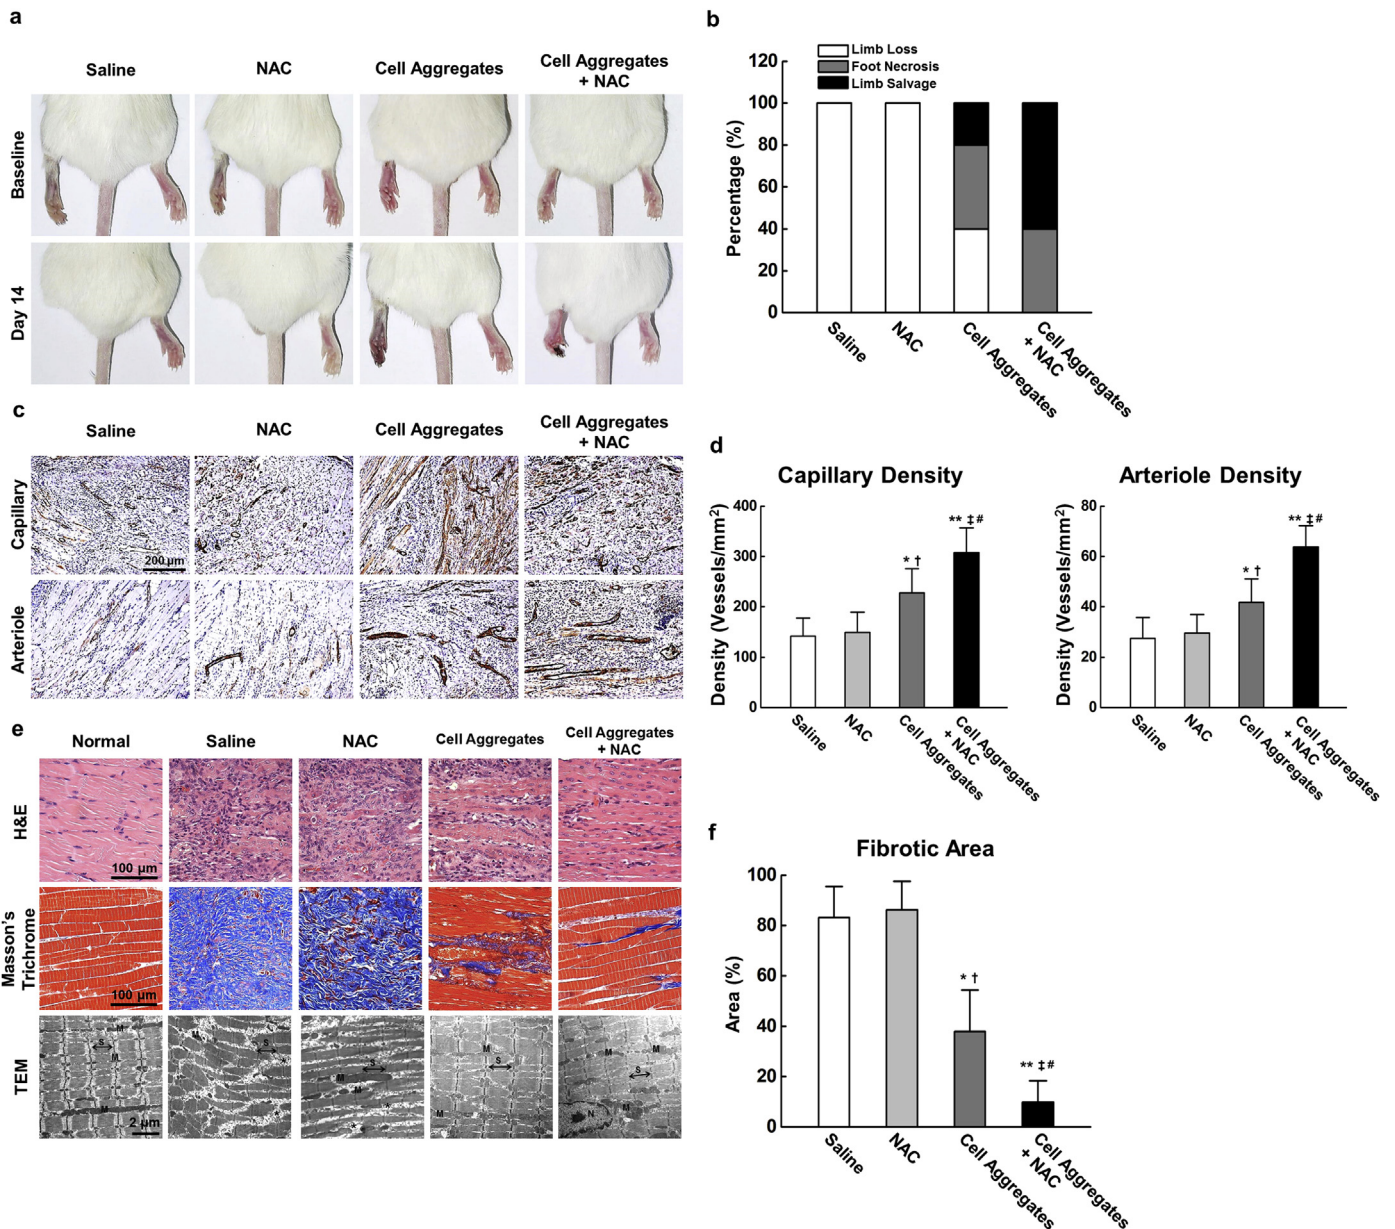 a
Saline
NAC
Cell Aggregates
Cell Aggregates
+ NAC
Baseline
Day 14
b
Limb Loss
Foot Necrosis
Limb Salvage
Percentage (%)
120
100
80
60
40
20
0
Saline
NAC
Cell Aggregates
Cell Aggregates
+ NAC
c
Saline
NAC
Cell Aggregates
Cell Aggregates
+ NAC
Capillary
200 μm
Arteriole
d
Capillary Density
Density (Vessels/mm²)
400
300
200
100
0
* †
** ‡ #
Saline
NAC
Cell Aggregates
Cell Aggregates
+ NAC
Arteriole Density
Density (Vessels/mm²)
80
60
40
20
0
* †
** ‡ #
Saline
NAC
Cell Aggregates
Cell Aggregates
+ NAC
e
Normal
Saline
NAC
Cell Aggregates
Cell Aggregates
+ NAC
H&E
100 μm
Masson's
Trichrome
100 μm
TEM
M
S
M
M
2 μm
M
S
*
*
S
M
M
*
*
M
S
M
M
M
S
N
M
f
Fibrotic Area
Area (%)
100
80
60
40
20
0
* †
** ‡ #
Saline
NAC
Cell Aggregates
Cell Aggregates
+ NAC